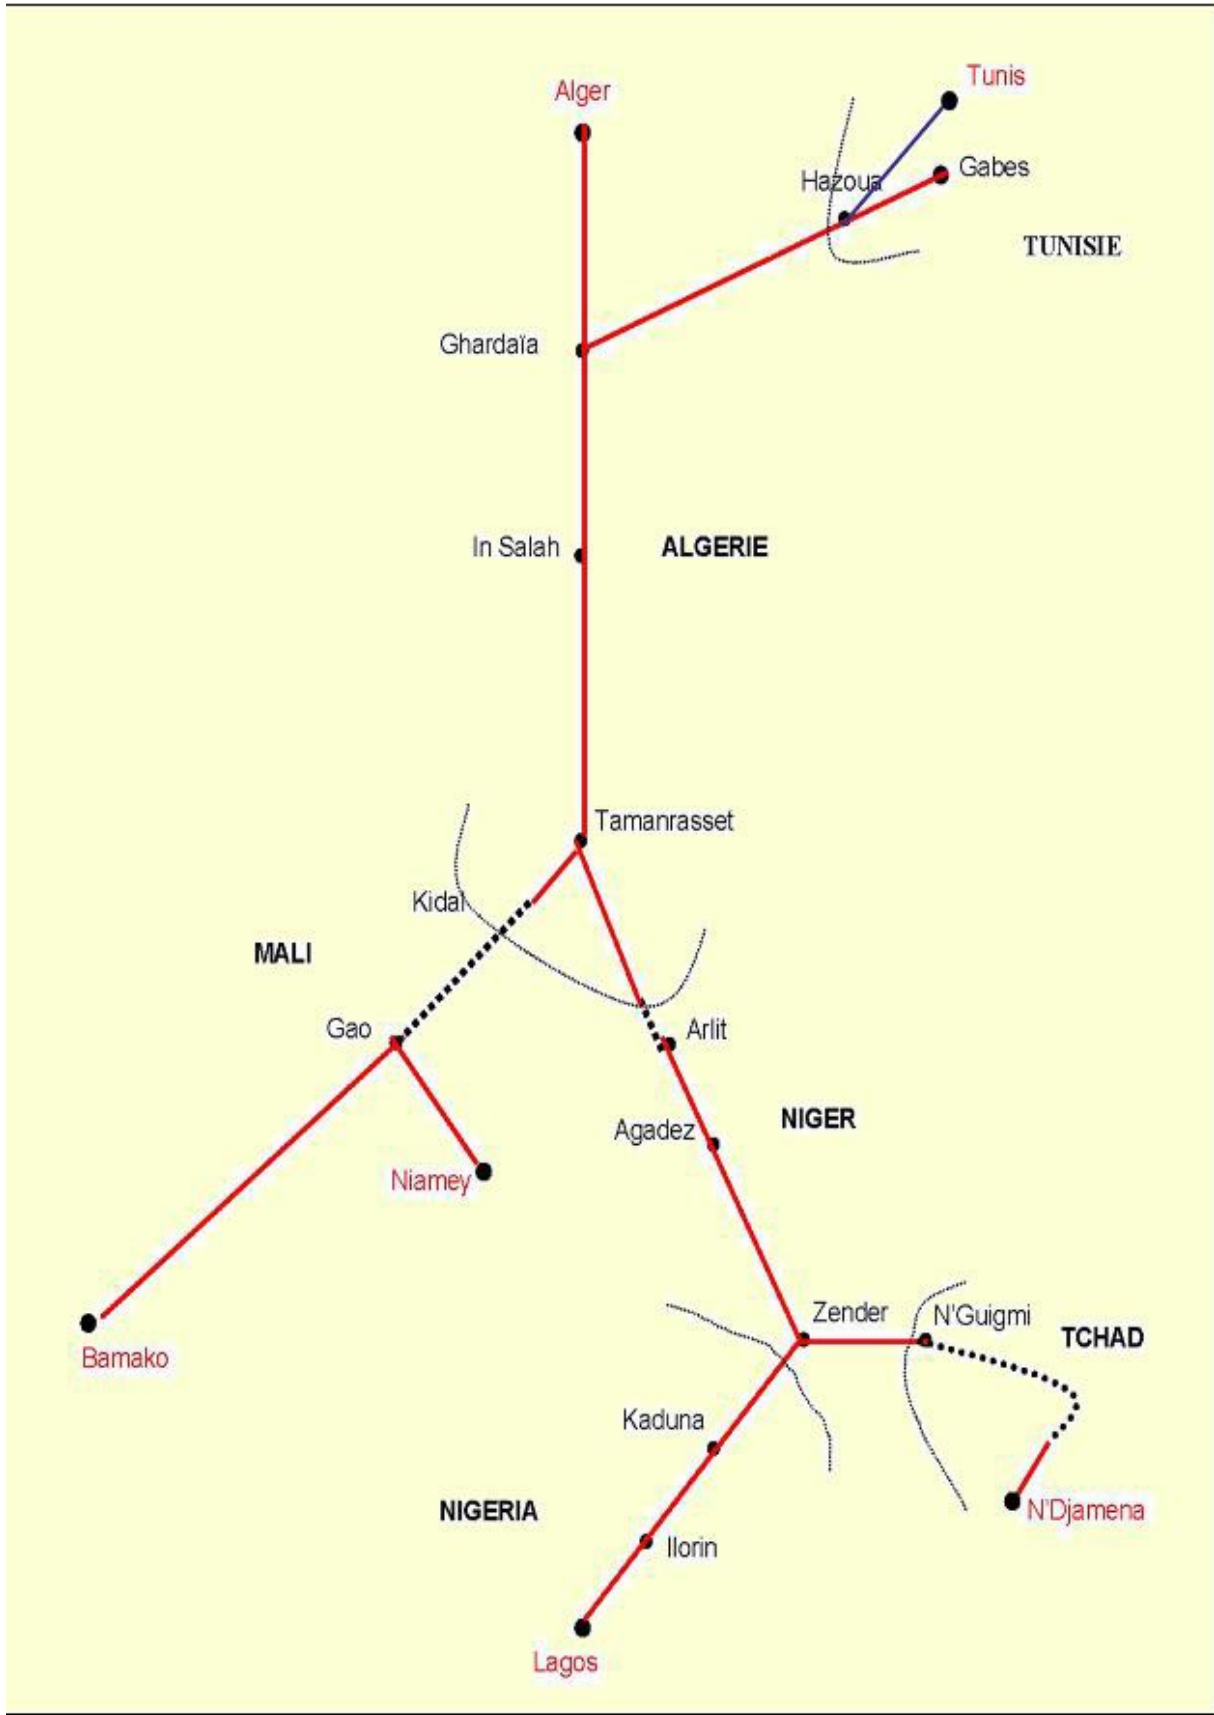 Tunis
Alger
Gabes
Hazoua
TUNISIE
Ghardaïa
In Salah
ALGERIE
Tamanrasset
Kidal
MALI
Gao
Arlit
NIGER
Agadez
Niamey
Zender
N'Guigmi
TCHAD
Bamako
Kaduna
NIGERIA
N'Djamena
Ilorin
Lagos